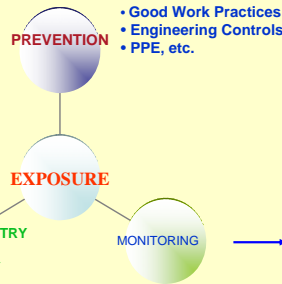 • Good Work Practices
• Engineering Controls
• PPE, etc.
PREVENTION
EXPOSURE
TRY
MONITORING